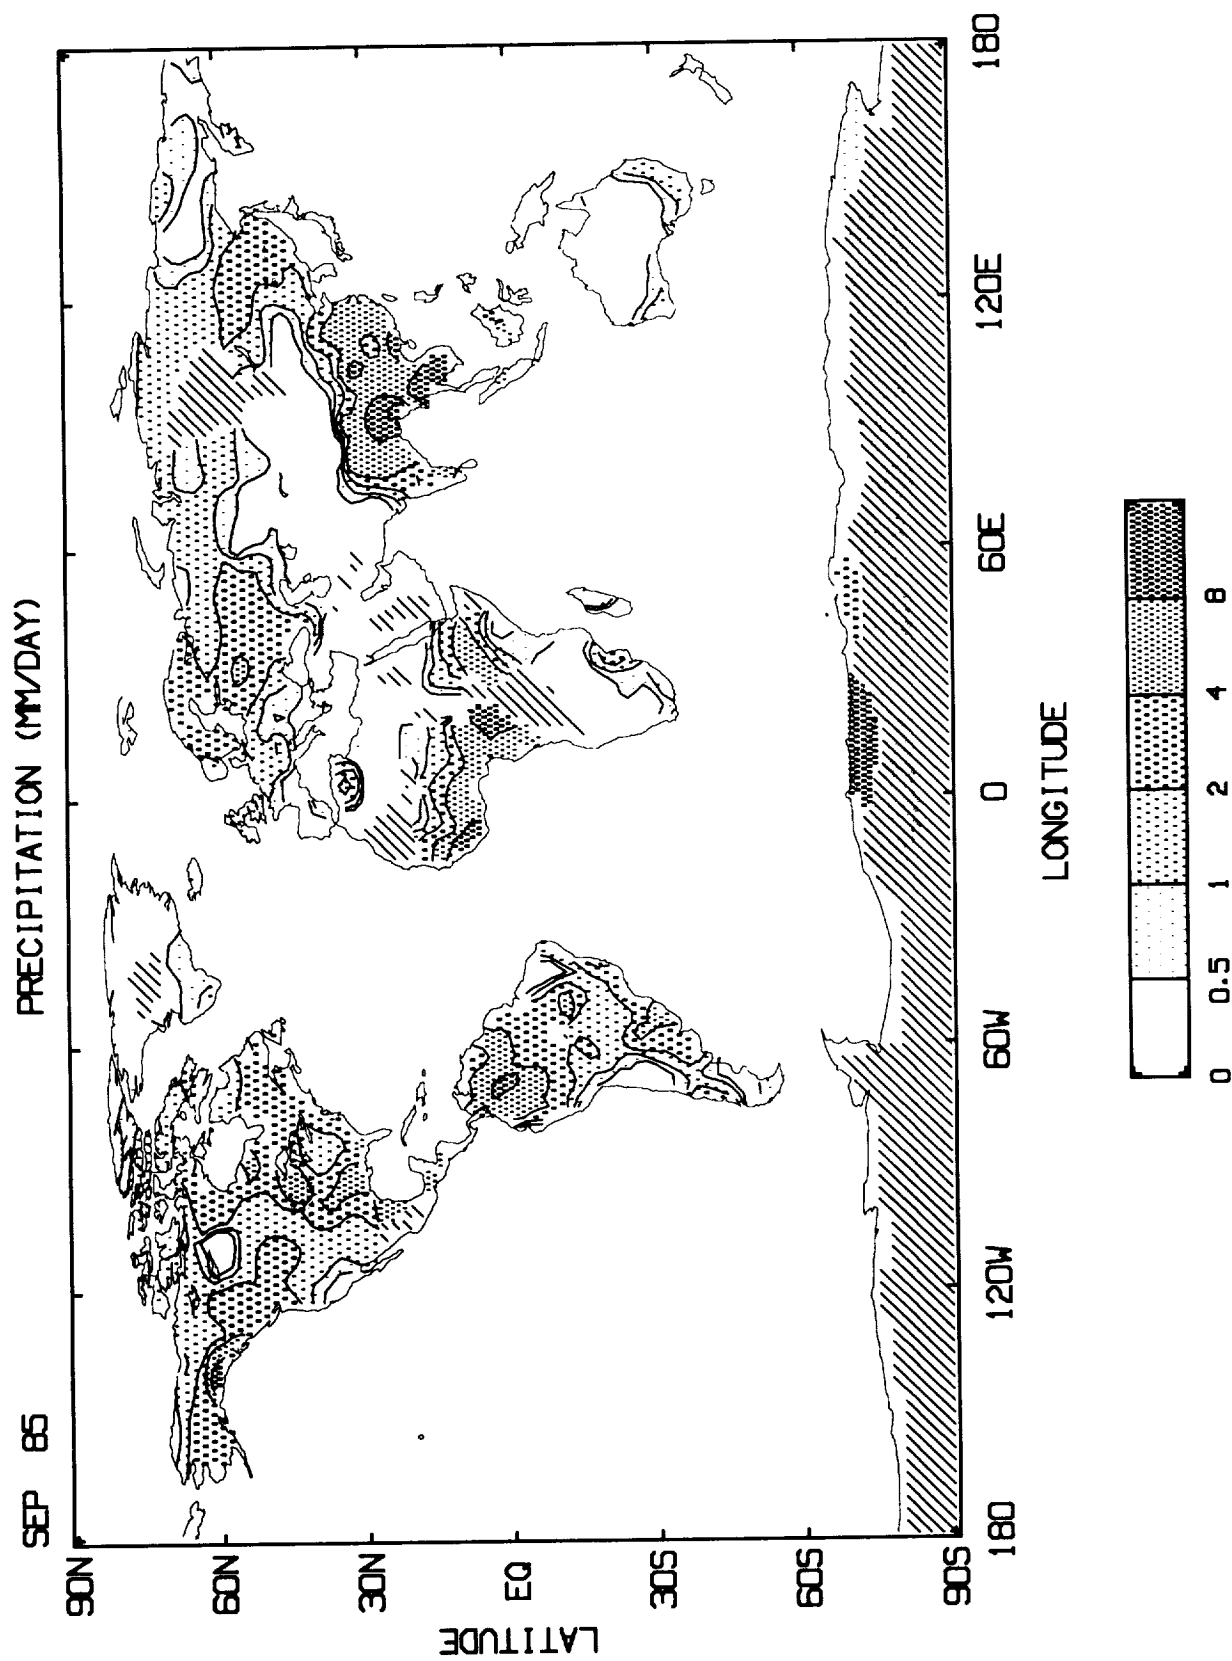 SEP 85 PRECIPITATION (MM/DAY)
90N
60N
30N
EQ
30S
60S
90S
LATITUDE
180 120W 60W 0 60E 120E 180
LONGITUDE
0 0.5 1 2 4 8